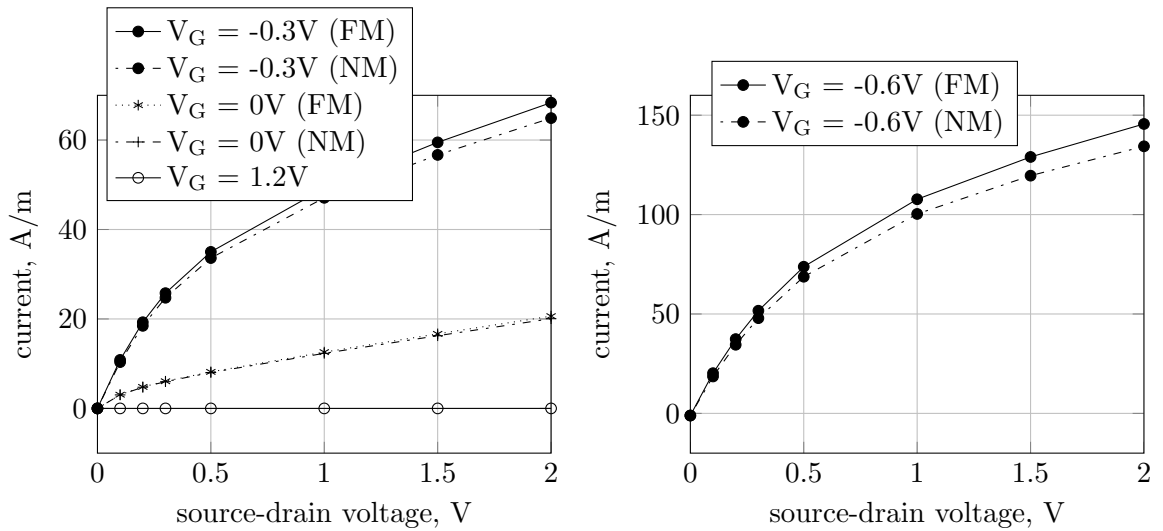 V_G = -0.3V (FM)
V_G = -0.3V (NM)
V_G = 0V (FM)
V_G = 0V (NM)
V_G = 1.2V
60
40
20
0
current, A/m
0 0.5 1 1.5 2
source-drain voltage, V
V_G = -0.6V (FM)
V_G = -0.6V (NM)
150
100
50
0
current, A/m
0 0.5 1 1.5 2
source-drain voltage, V